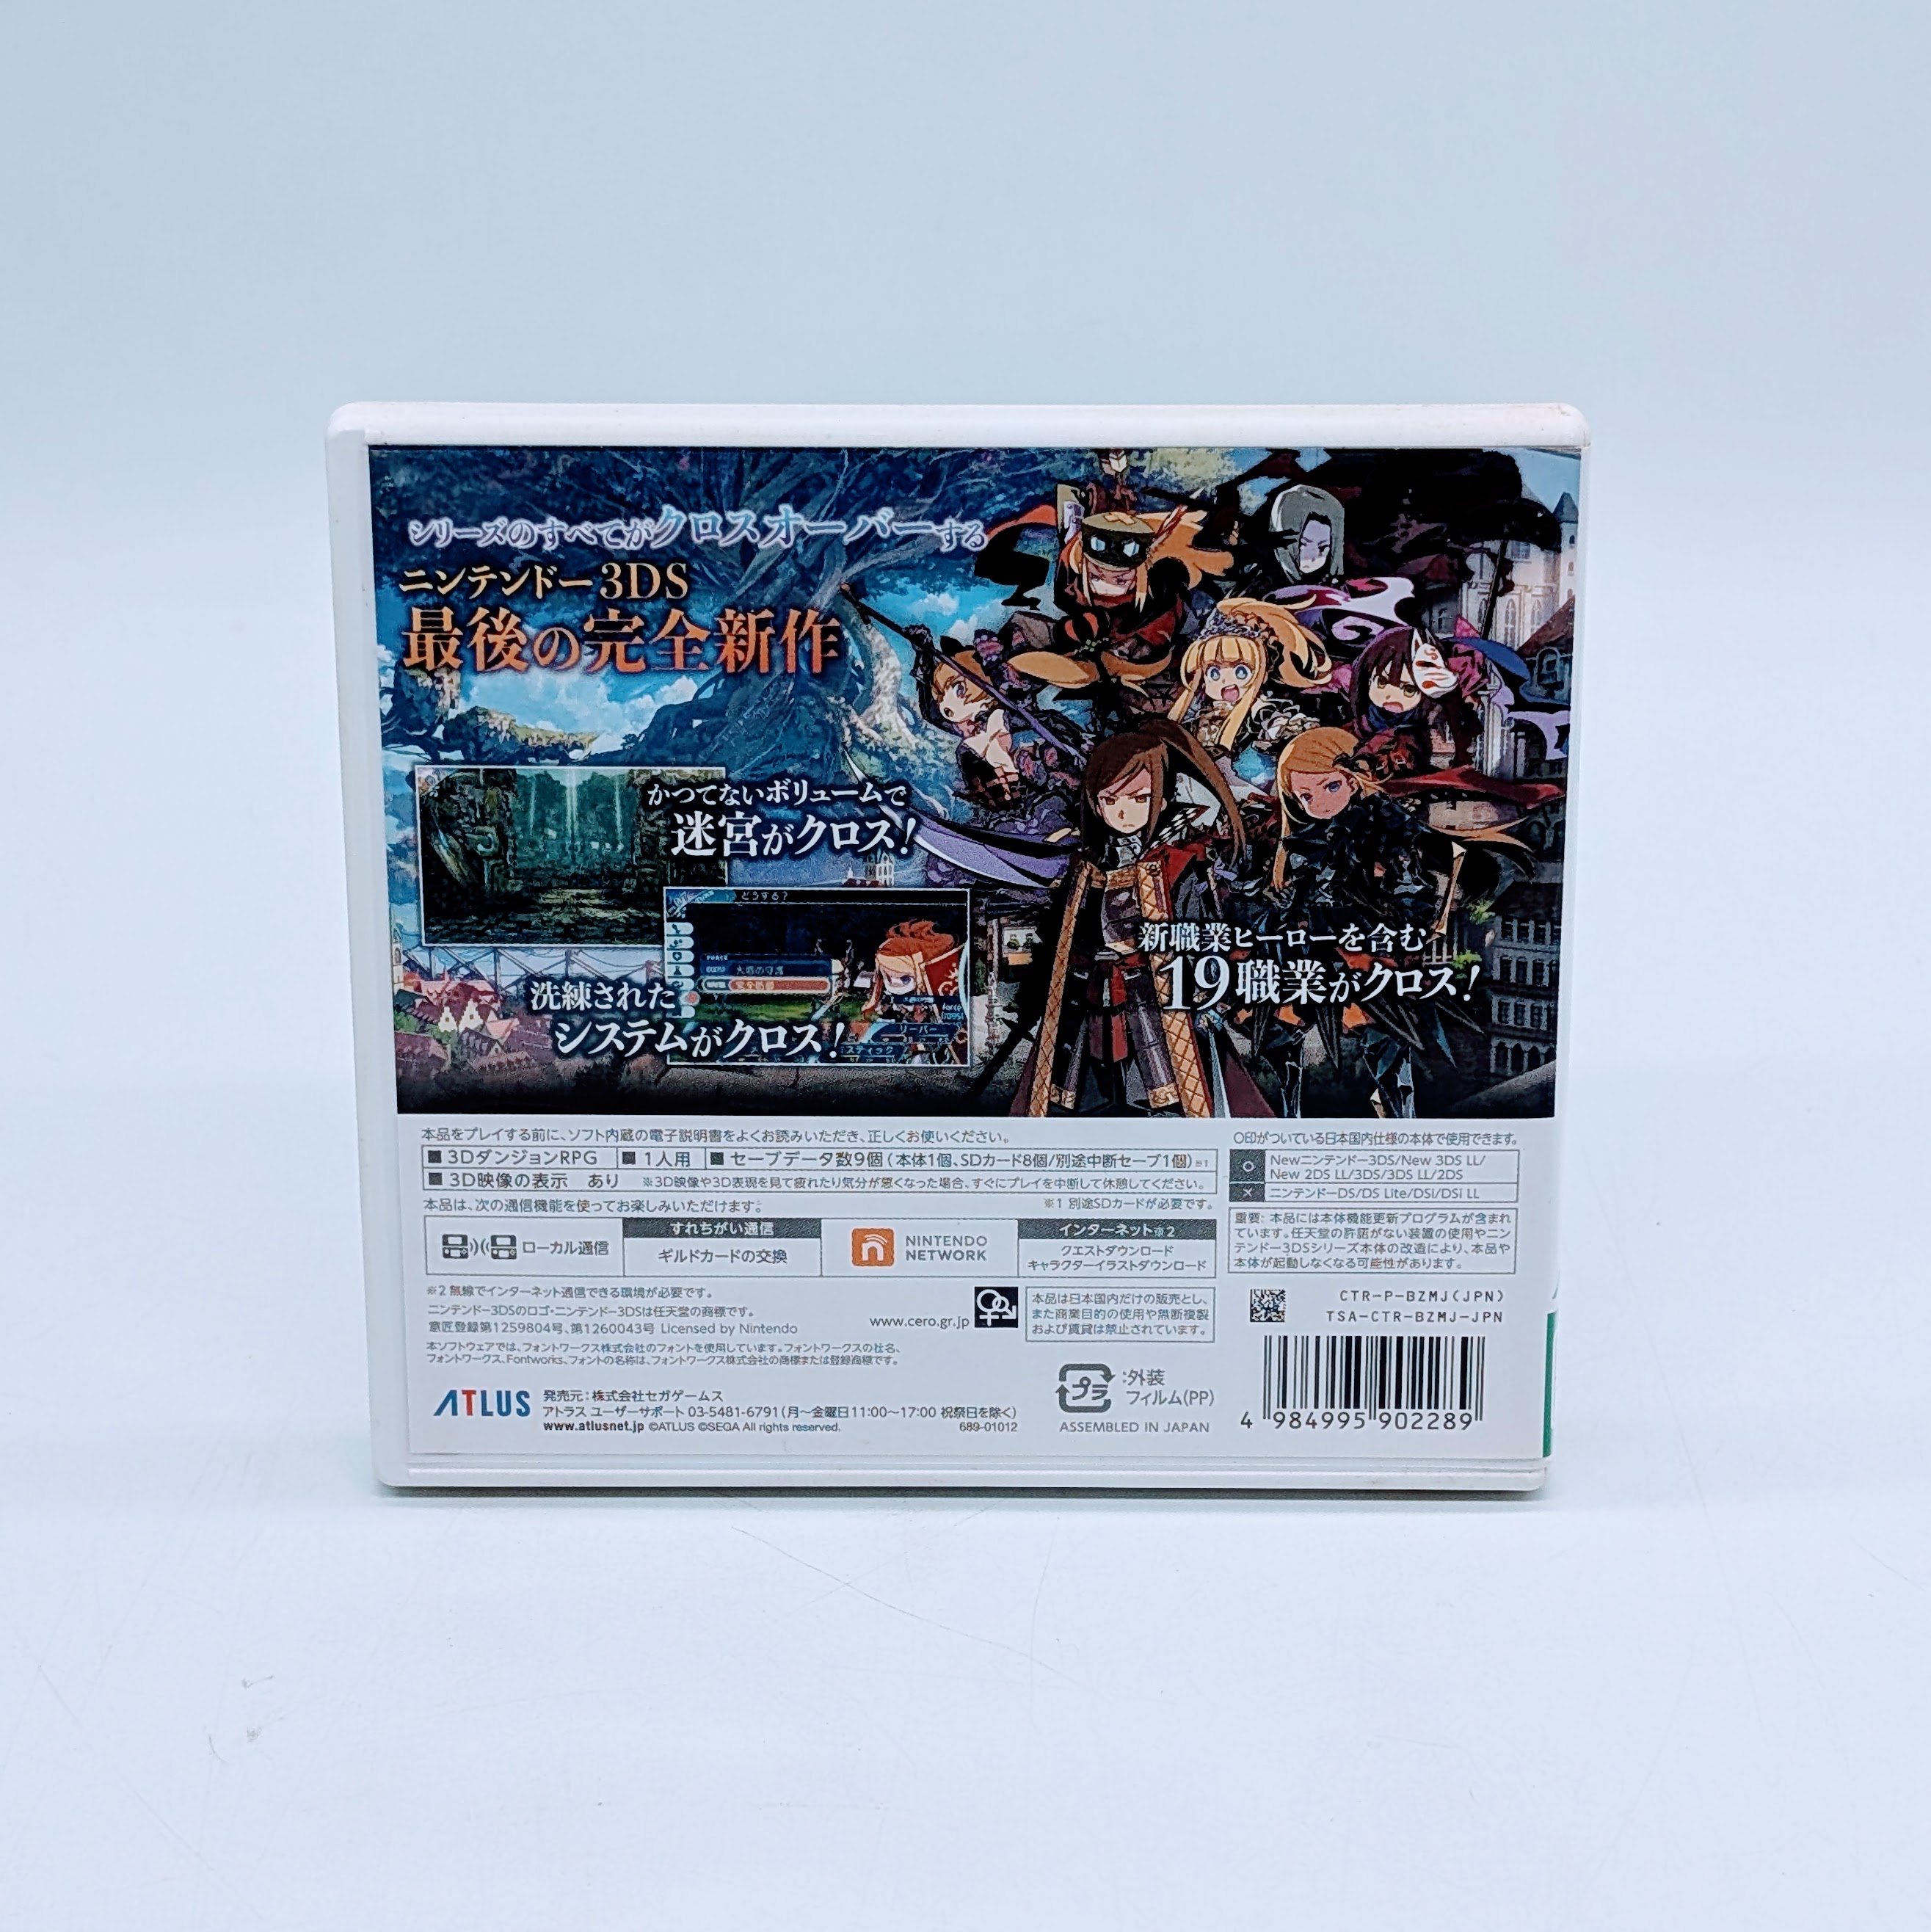 シリーズのすべてがクロスオーバーする
ニンテンドー3DS
最後の完全新作
かつてないボリュームで
迷宮がクロス!
どうする?
洗練された
システムがクロス!
リーパー
新職業ヒーローを含む
19職業がクロス!
本品をプレイする前に、ソフト内蔵の電子説明書をよくお読みいただき、正しくお使いください。
■ 3DダンジョンRPG ■ 1人用 ■ セーブデータ数9個(本体1個、SDカード8個/別途中断セーブ1個)※1
■ 3D映像の表示 あり ※3D映像や3D表現を見て疲れたり気分が悪くなった場合、すぐにプレイを中断して休憩してください。
本品は、次の通信機能を使ってお楽しみいただけます。
※1 別途SDカードが必要です。
ローカル通信
すれちがい通信
ギルドカードの交換
NINTENDO
NETWORK
インターネット※2
クエストダウンロード
キャラクターイラストダウンロード
○印がついている日本国内仕様の本体で使用できます。
○ Newニンテンドー3DS/New 3DS LL/
New 2DS LL/3DS/3DS LL/2DS
× ニンテンドーDS/DS Lite/DSi/DSi LL
重要: 本品には本体機能更新プログラムが含まれ
ています。任天堂の許諾がない装置の使用やニン
テンドー3DSシリーズ本体の改造により、本品や
本体が起動しなくなる可能性があります。
※2 無線でインターネット通信できる環境が必要です。
ニンテンドー3DSのロゴ・ニンテンドー3DSは任天堂の商標です。
意匠登録第1259804号、第1260043号 Licensed by Nintendo
本ソフトウェアでは、フォントワークス株式会社のフォントを使用しています。フォントワークスの社名、
フォントワークス、Fontworks、フォントの名称は、フォントワークス株式会社の商標または登録商標です。
www.cero.gr.jp
本品は日本国内だけの販売とし、
また商業目的の使用や無断複製
および賃貸は禁止されています。
CTR-P-BZMJ(JPN)
TSA-CTR-BZMJ-JPN
ATLUS
発売元:株式会社セガゲームス
アトラス ユーザーサポート 03-5481-6791(月〜金曜日11:00〜17:00 祝祭日を除く)
www.atlusnet.jp ©ATLUS ©SEGA All rights reserved.
689-01012
プラ
:外装
フィルム(PP)
ASSEMBLED IN JAPAN
4 984995 902289